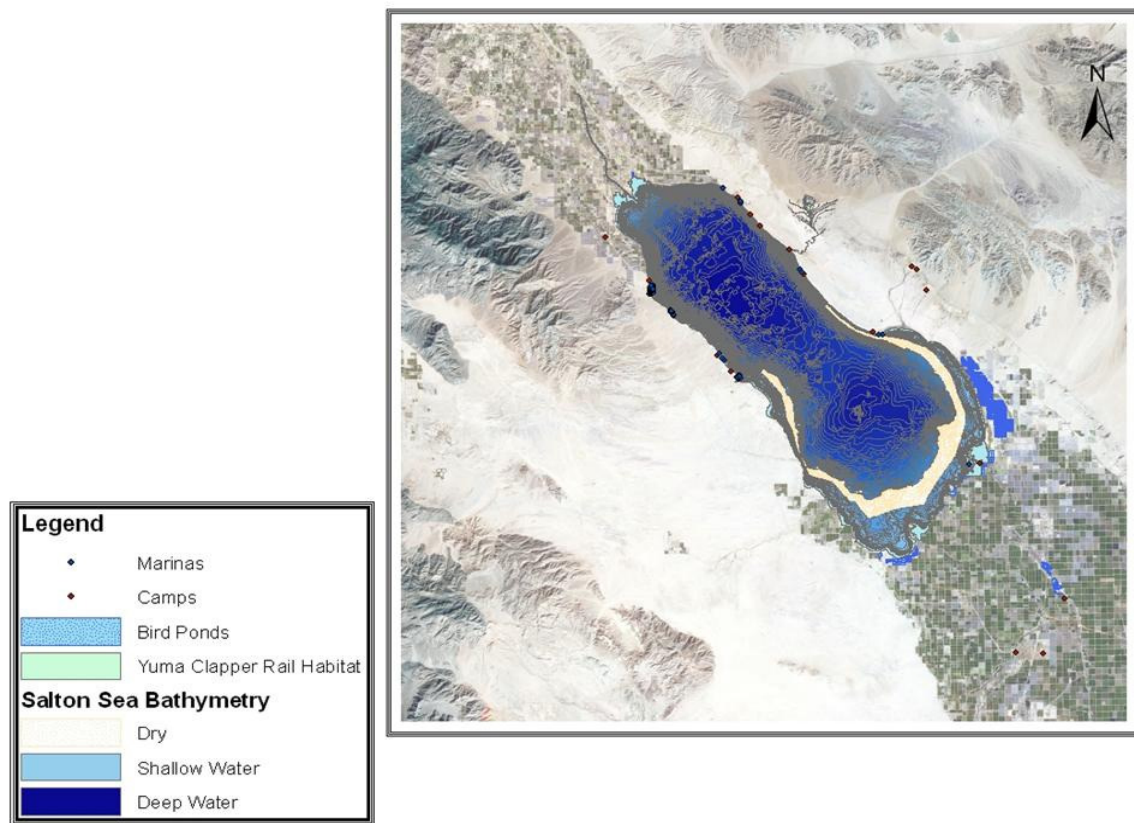 N
Legend
Marinas
Camps
Bird Ponds
Yuma Clapper Rail Habitat
Salton Sea Bathymetry
Dry
Shallow Water
Deep Water